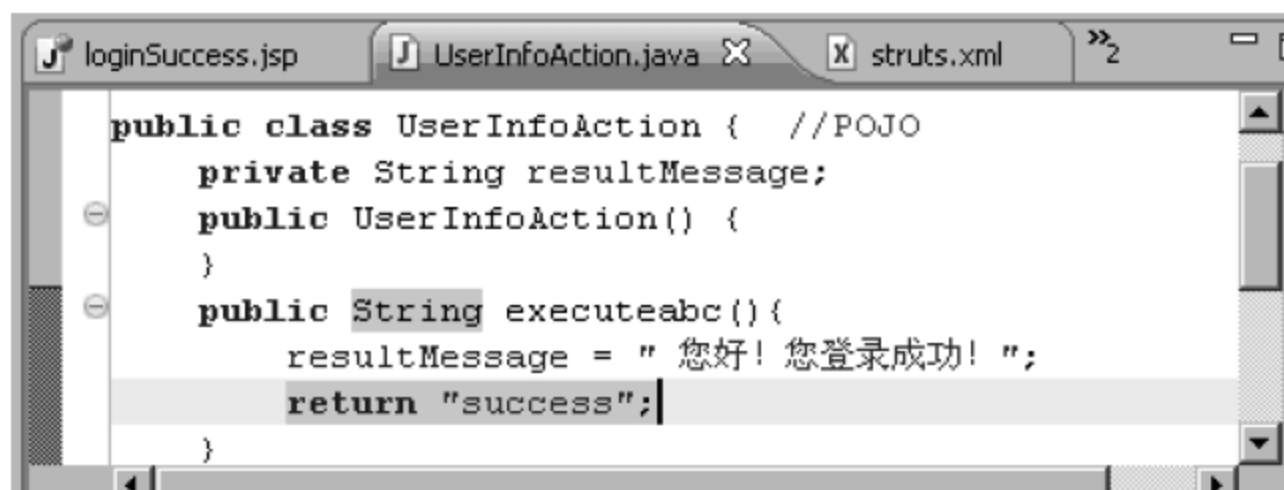 loginSuccess.jsp UserInfoAction.java struts.xml »2
public class UserInfoAction { //POJO
private String resultMessage;
public UserInfoAction() {
}
public String executeabc(){
resultMessage = " 您好! 您登录成功! ";
return "success";
}